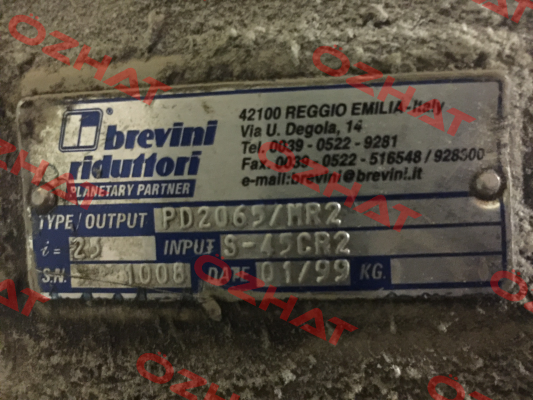 brevini
riduttori
PLANETARY PARTNER
42100 REGGIO EMILIA-Italy
Via U. Degola, 14
Tel. 0039 - 0522 - 9281
Fax. 0039 - 0522 - 516548 / 928300
e-mail:brevini@brevini.it
TYPE/OUTPUT PD2065/MR2
i= INPUT S-45CR2
S.N. 1008 DATE 01/99 KG.
OZHAT
OZHAT
OZHAT
OZHAT
OZHAT
OZHAT
OZHAT